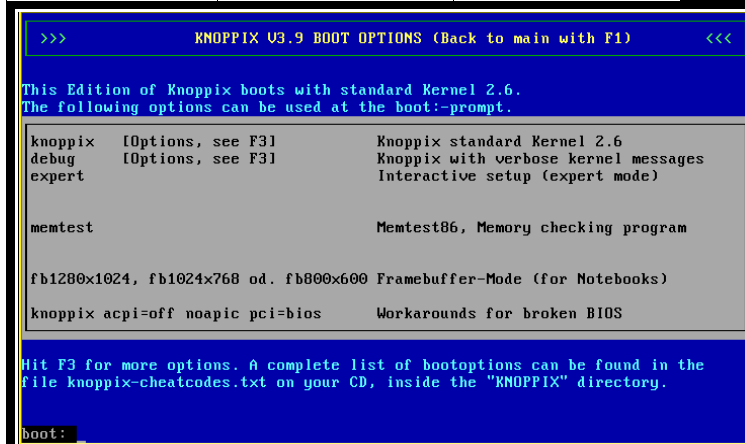 >>> KNOPPIX V3.9 BOOT OPTIONS (Back to main with F1) <<<
This Edition of Knoppix boots with standard Kernel 2.6.
The following options can be used at the boot:-prompt.
knoppix [Options, see F3] Knoppix standard Kernel 2.6
debug [Options, see F3] Knoppix with verbose kernel messages
expert Interactive setup (expert mode)
memtest Memtest86, Memory checking program
fb1280x1024, fb1024x768 od. fb800x600 Framebuffer-Mode (for Notebooks)
knoppix acpi=off noapic pci=bios Workarounds for broken BIOS
Hit F3 for more options. A complete list of bootoptions can be found in the
file knoppix-cheatcodes.txt on your CD, inside the "KNOPPIX" directory.
boot: _